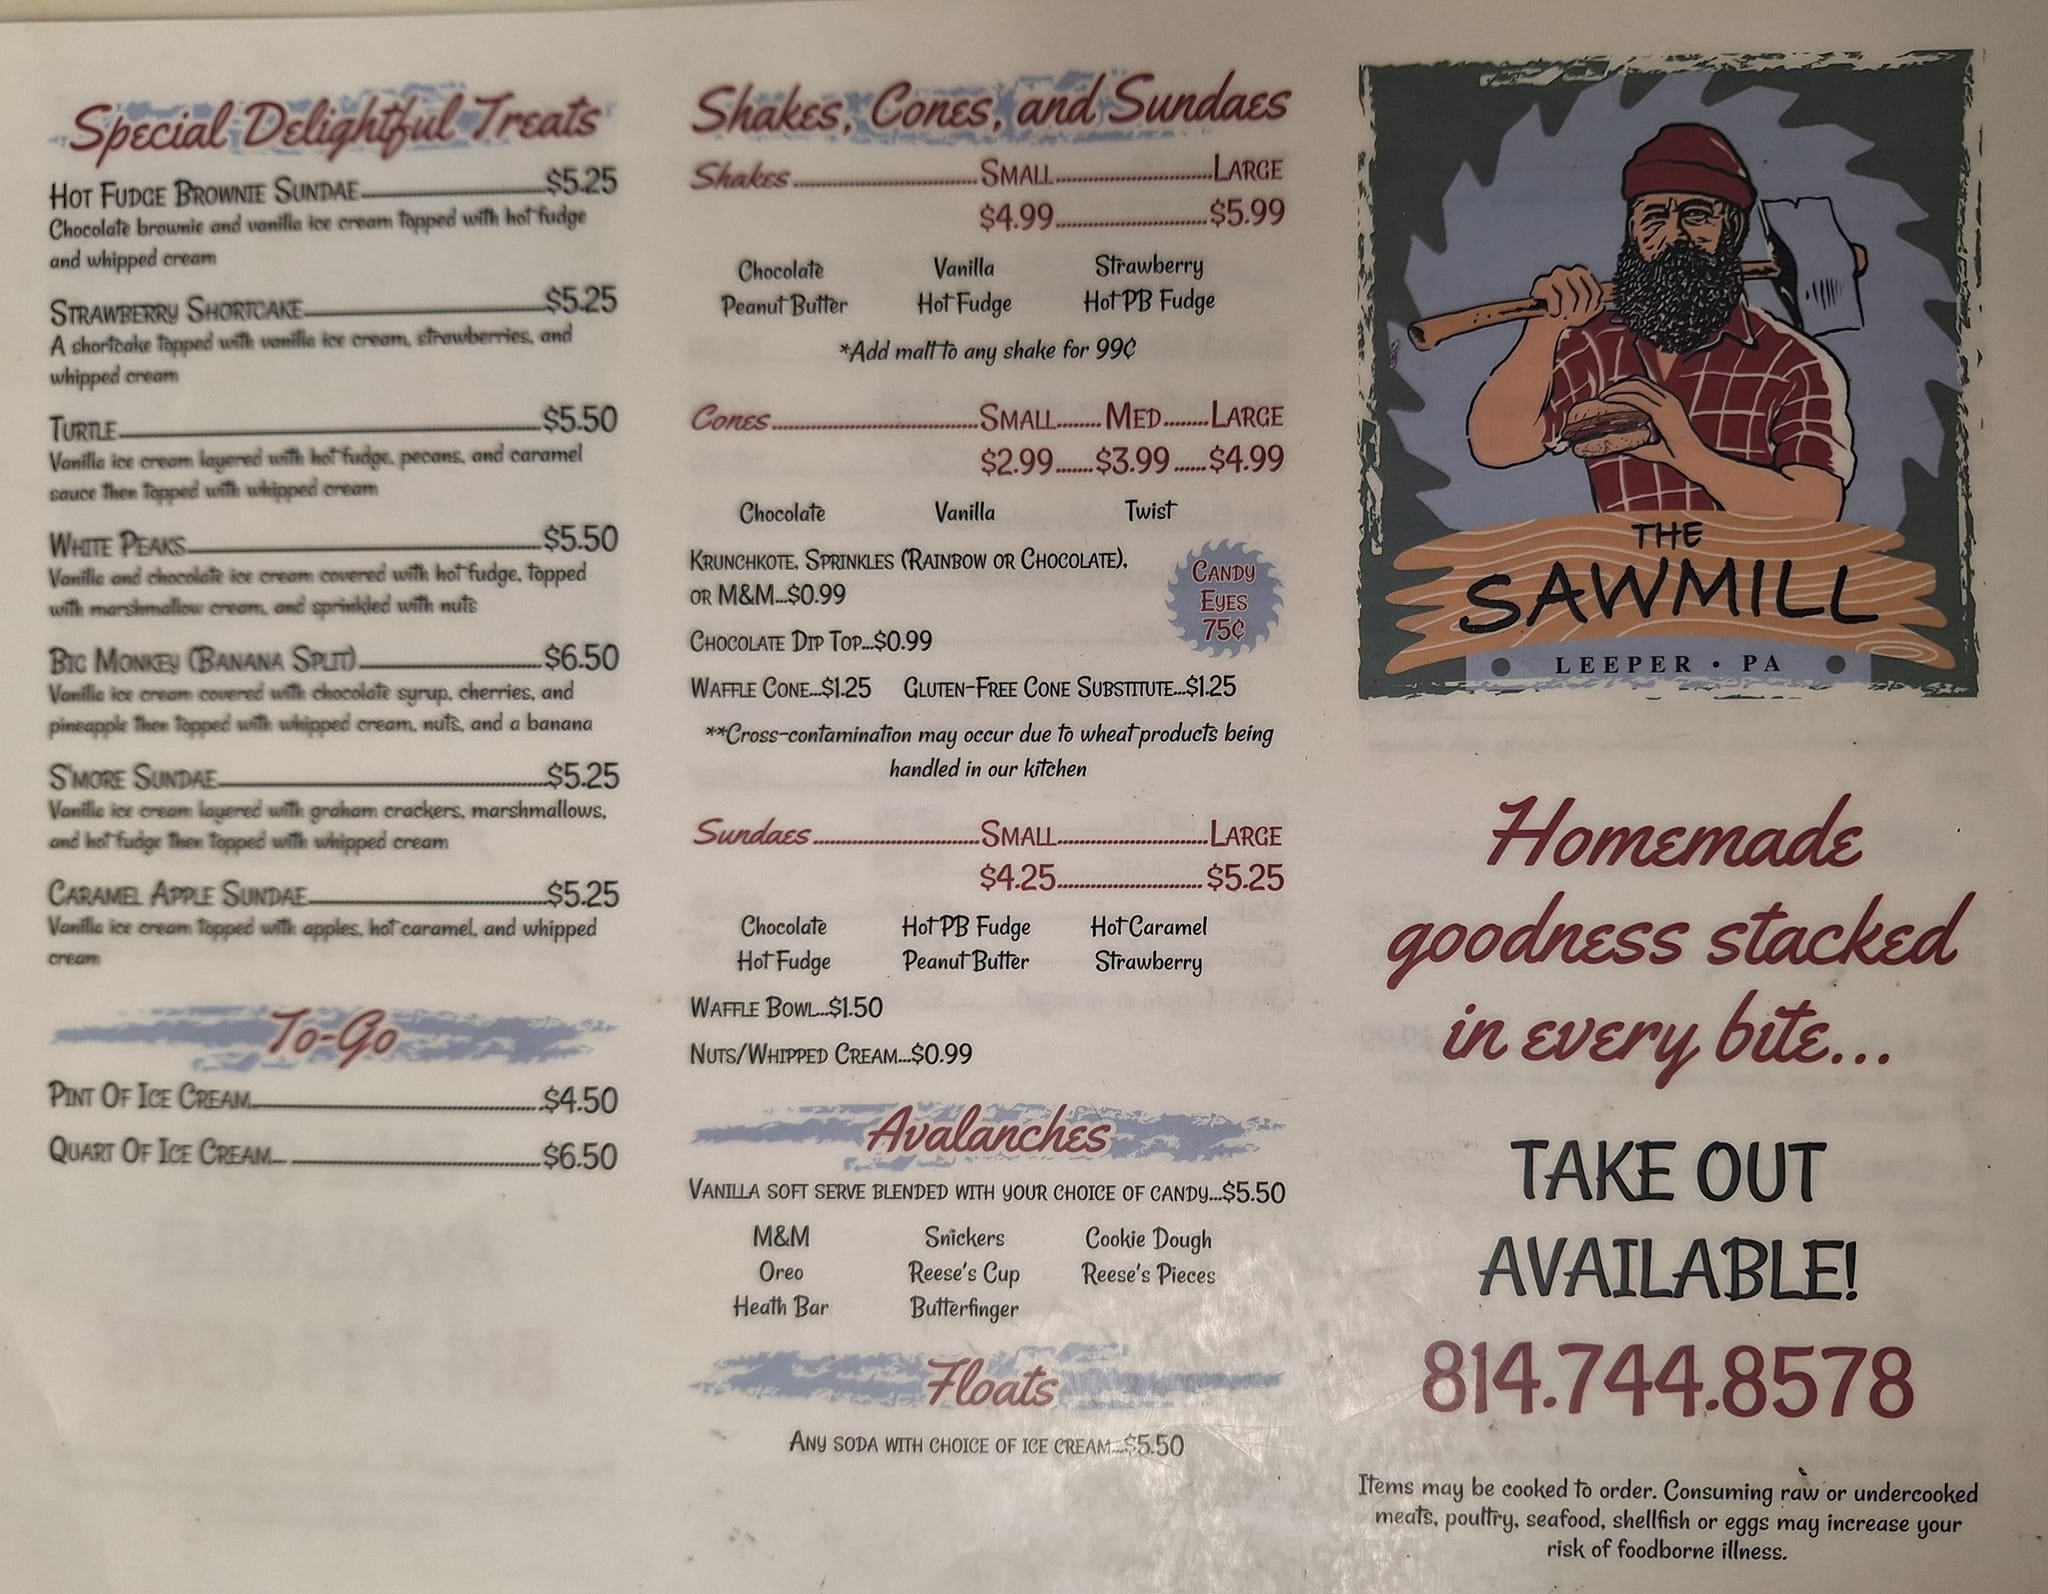 Special Delightful Treats
Hot Fudge Brownie Sundae $5.25
Chocolate brownie and vanilla ice cream topped with hot fudge
and whipped cream
Strawberry Shortcake $5.25
A shortcake topped with vanilla ice cream, strawberries, and
whipped cream
Turtle $5.50
Vanilla ice cream layered with hot fudge, pecans, and caramel
sauce then topped with whipped cream
White Peaks $5.50
Vanilla and chocolate ice cream covered with hot fudge, topped
with marshmallow cream, and sprinkled with nuts
Big Monkey (Banana Split) $6.50
Vanilla ice cream covered with chocolate syrup, cherries, and
pineapple then topped with whipped cream, nuts, and a banana
S'more Sundae $5.25
Vanilla ice cream layered with graham crackers, marshmallows,
and hot fudge then topped with whipped cream
Caramel Apple Sundae $5.25
Vanilla ice cream topped with apples, hot caramel, and whipped
cream
To-Go
Pint Of Ice Cream $4.50
Quart Of Ice Cream $6.50
Shakes, Cones, and Sundaes
Shakes Small Large
$4.99 $5.99
Chocolate Vanilla Strawberry
Peanut Butter Hot Fudge Hot PB Fudge
*Add malt to any shake for 99¢
Cones Small Med Large
$2.99 $3.99 $4.99
Chocolate Vanilla Twist
Krunchkote, Sprinkles (Rainbow or Chocolate),
or M&M...$0.99
Candy
Eyes
75¢
Chocolate Dip Top...$0.99
Waffle Cone...$1.25 Gluten-Free Cone Substitute...$1.25
**Cross-contamination may occur due to wheat products being
handled in our kitchen
Sundaes Small Large
$4.25 $5.25
Chocolate Hot PB Fudge Hot Caramel
Hot Fudge Peanut Butter Strawberry
Waffle Bowl...$1.50
Nuts/Whipped Cream...$0.99
Avalanches
Vanilla soft serve blended with your choice of candy...$5.50
M&M Snickers Cookie Dough
Oreo Reese's Cup Reese's Pieces
Heath Bar Butterfinger
Floats
Any soda with choice of ice cream...$5.50
THE
SAWMILL
LEEPER • PA
Homemade
goodness stacked
in every bite...
TAKE OUT
AVAILABLE!
814.744.8578
Items may be cooked to order. Consuming raw or undercooked
meats, poultry, seafood, shellfish or eggs may increase your
risk of foodborne illness.